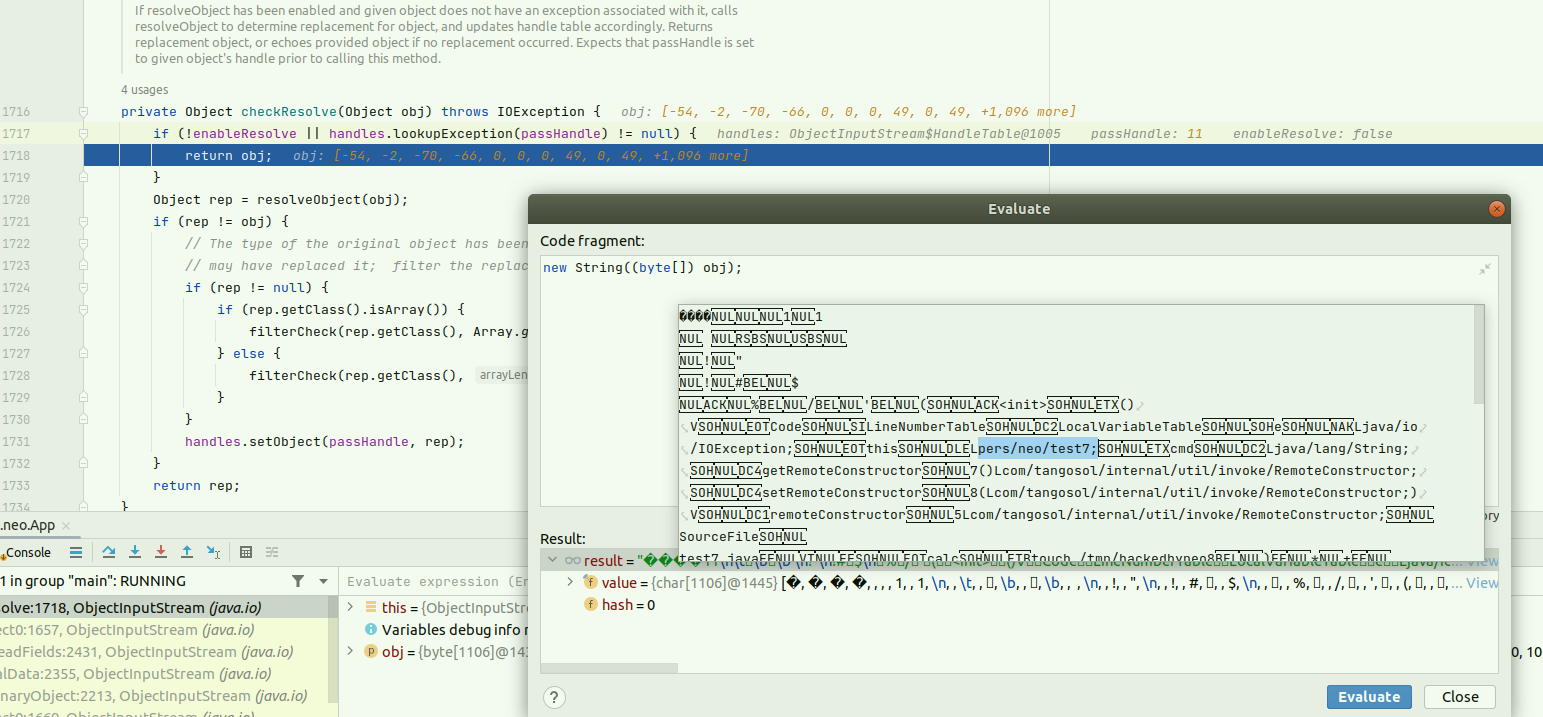 If resolveObject has been enabled and given object does not have an exception associated with it, calls
resolveObject to determine replacement for object, and updates handle table accordingly. Returns
replacement object, or echoes provided object if no replacement occurred. Expects that passHandle is set
to given object's handle prior to calling this method.
4 usages
1716 private Object checkResolve(Object obj) throws IOException { obj: [-54, -2, -70, -66, 0, 0, 0, 49, 0, 49, +1,096 more]
1717 if (!enableResolve || handles.lookupException(passHandle) != null) { handles: ObjectInputStream$HandleTable@1005 passHandle: 11 enableResolve: false
1718 return obj; obj: [-54, -2, -70, -66, 0, 0, 0, 49, 0, 49, +1,096 more]
1719 }
1720 Object rep = resolveObject(obj);
1721 if (rep != obj) {
1722 // The type of the original object has been
1723 // may have replaced it; filter the replac
1724 if (rep != null) {
1725 if (rep.getClass().isArray()) {
1726 filterCheck(rep.getClass(), Array.g
1727 } else {
1728 filterCheck(rep.getClass(), arrayLen
1729 }
1730 }
1731 handles.setObject(passHandle, rep);
1732 }
1733 return rep;
1734 }
Evaluate
Code fragment:
new String((byte[]) obj);
����NULNULNUL1NUL1
NUL NULRSBSNULUSBSNUL
NUL!NUL"
NUL!NUL#BELNUL$
NULACKNUL%BELNUL/BELNUL'BELNUL(SOHNULACK<init>SOHNULETX()
VSOHNULEOTCodeSOHNULSILineNumberTableSOHNULDC2LocalVariableTableSOHNULSOHeSOHNULNAKLjava/io
/IOException;SOHNULEOTthisSOHNULDLELpers/neo/test7;SOHNULETXcmdSOHNULDC2Ljava/lang/String;
SOHNULDC4getRemoteConstructorSOHNUL7()Lcom/tangosol/internal/util/invoke/RemoteConstructor;
SOHNULDC4setRemoteConstructorSOHNUL8(Lcom/tangosol/internal/util/invoke/RemoteConstructor;)
VSOHNULDC1remoteConstructorSOHNUL5Lcom/tangosol/internal/util/invoke/RemoteConstructor;SOHNUL
SourceFileSOHNUL
ory
Result:
result = "����
View
value = {char[1106]@1445} [�, �, �, �, , , , 1, , 1, \n, , \t, , , \b, , , \b, , , \n, , !, , ", \n, , !, , #, , , $, \n, , , %, , , /, , , ', , , (, , , ... View
hash = 0
? Evaluate Close
.neo.App
Console
1 in group "main": RUNNING
solve:1718, ObjectInputStream (java.io)
ect0:1657, ObjectInputStream (java.io)
eadFields:2431, ObjectInputStream (java.io)
alData:2355, ObjectInputStream (java.io)
inaryObject:2213, ObjectInputStream (java.io)
ect0:1669, ObjectInputStream (java.io)
Evaluate expression (En
this = {ObjectInputStre
Variables debug info n
obj = {byte[1106]@143
0, 10